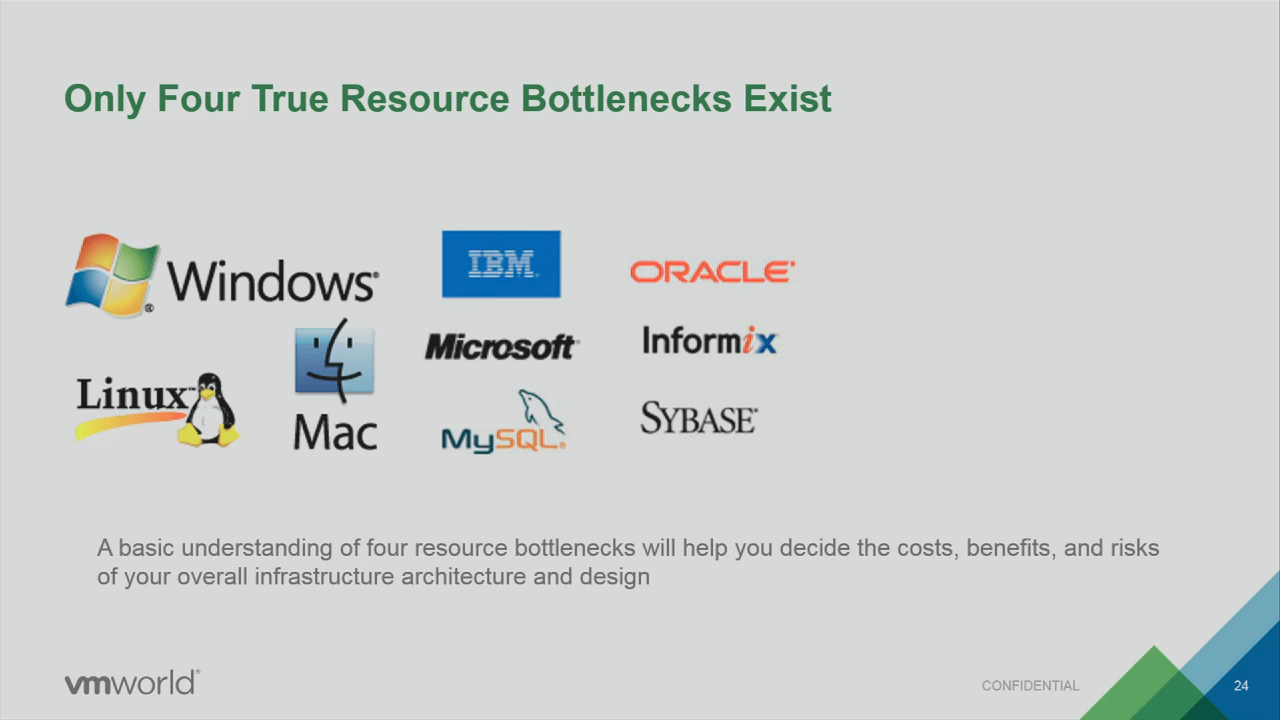 Only Four True Resource Bottlenecks Exist
Windows®
IBM®
ORACLE®
Microsoft®
Informix
Linux™
Mac
MySQL®
SYBASE®
A basic understanding of four resource bottlenecks will help you decide the costs, benefits, and risks
of your overall infrastructure architecture and design
vmworld®
CONFIDENTIAL
24